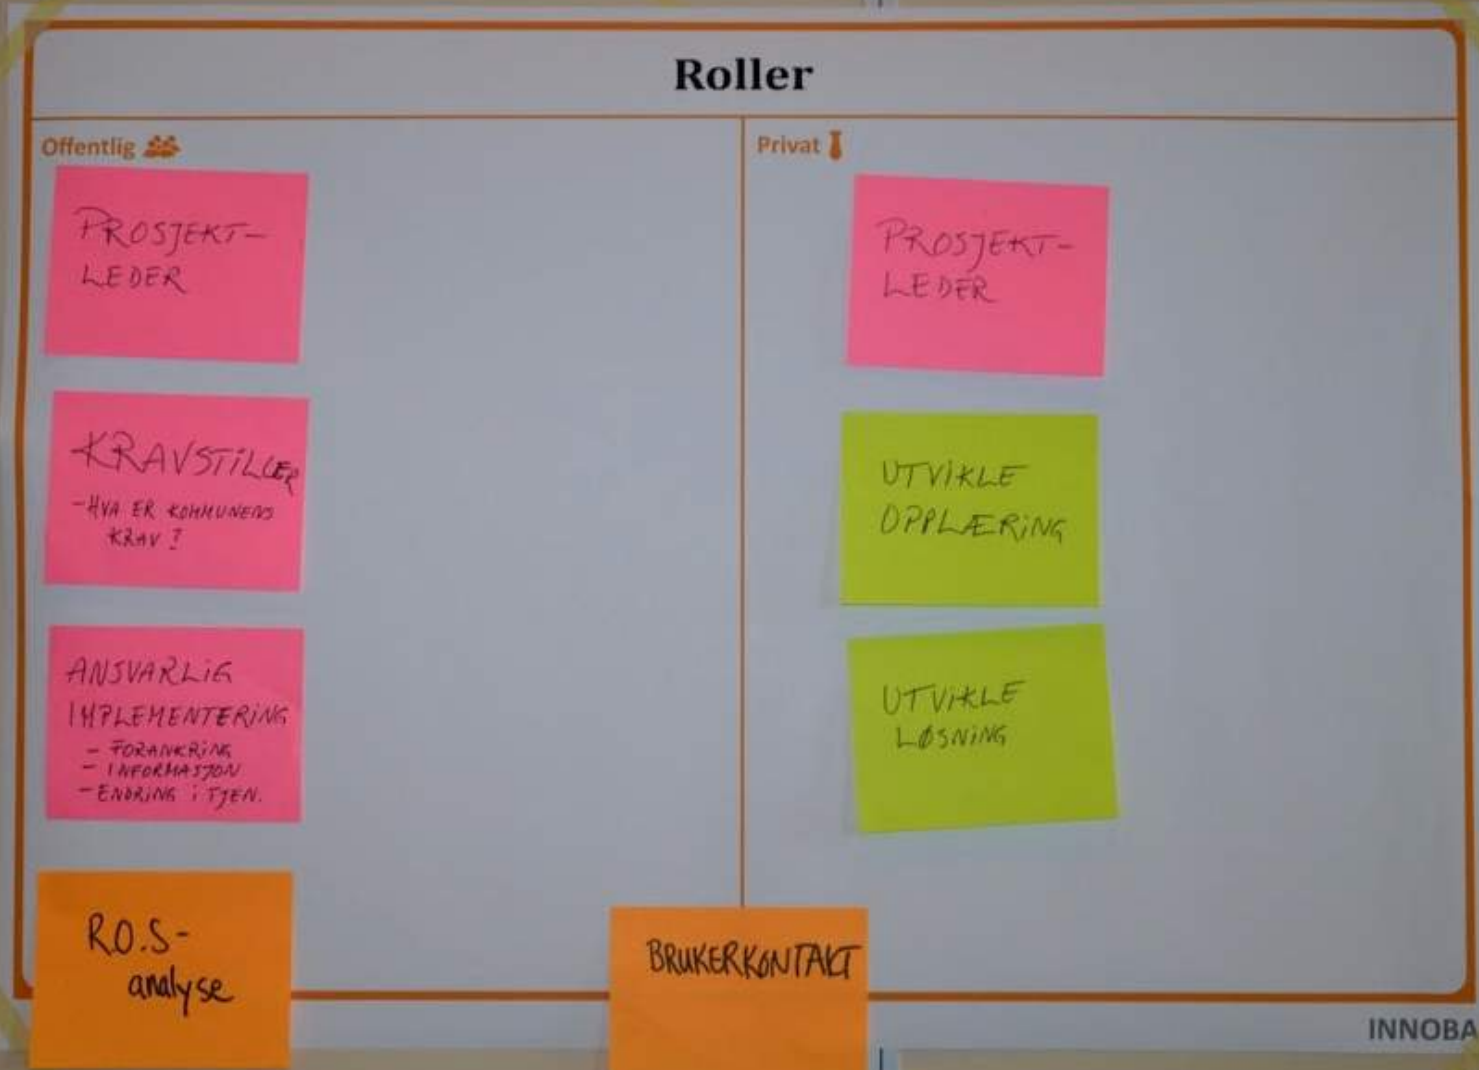 Roller
Offentlig
PROSJEKT-
LEDER
KRAVSTILLER
- HVA ER KOMMUNENS
KRAV ?
ANSVARLIG
IMPLEMENTERING
- FORANKRING
- INFORMASJON
- ENDRING i TJEN.
R.O.S-
analyse
Privat
PROSJEKT-
LEDER
UTVIKLE
OPPLÆRING
UTVIKLE
LØSNING
BRUKERKONTAKT
INNOBA